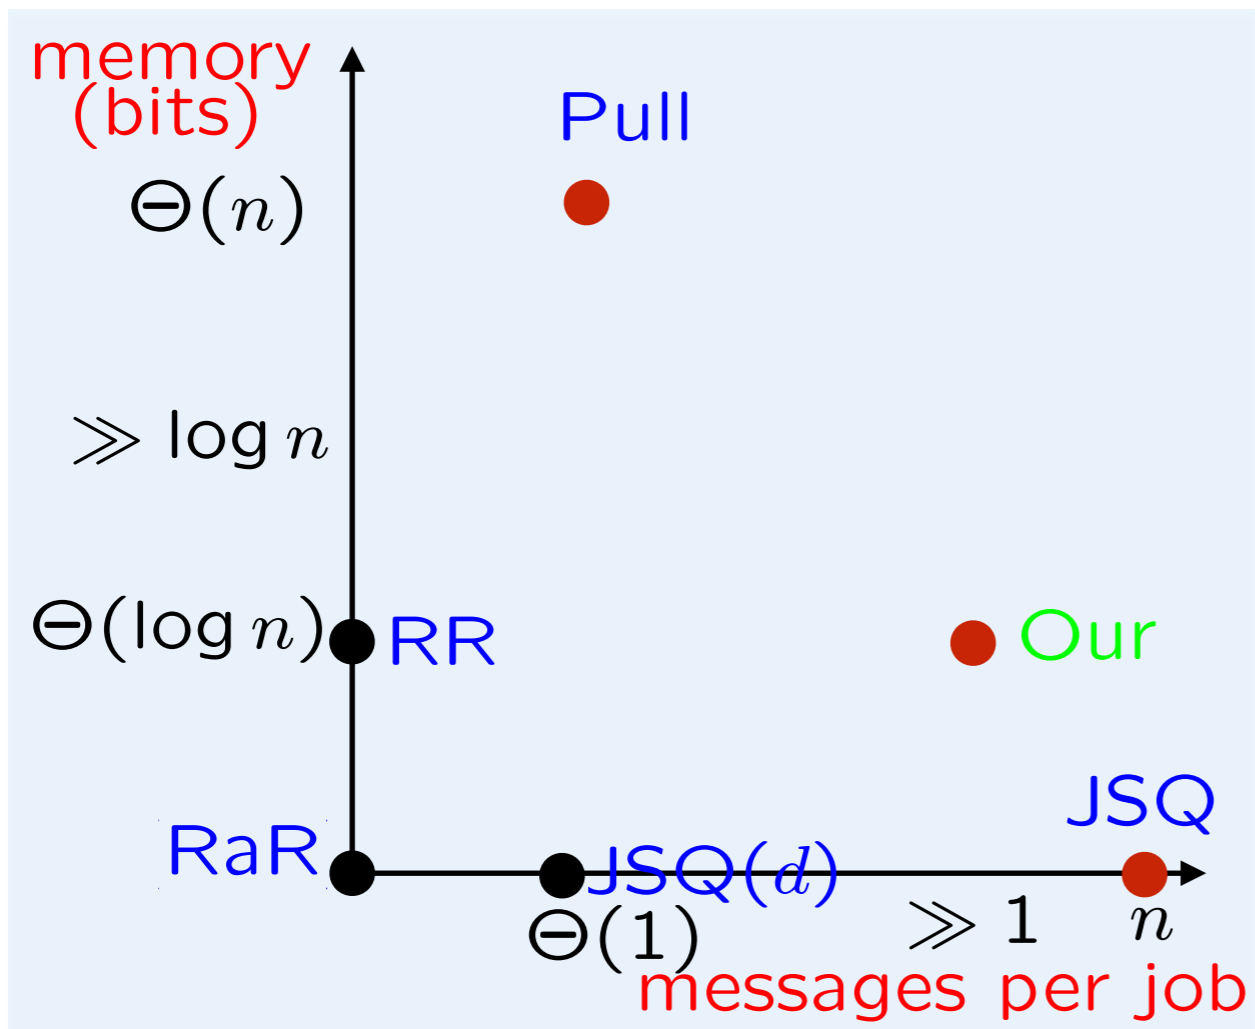 memory
(bits)
Pull
Θ(n)
≫ log n
Θ(log n)
RR
Our
JSQ
RaR
JSQ(d)
Θ(1)
≫ 1
n
messages per job